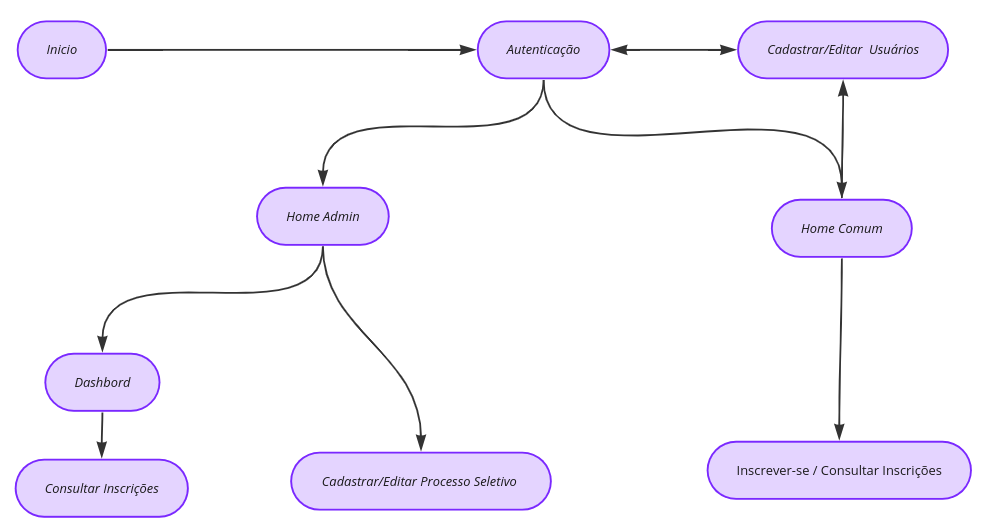 Inicio
Autenticação
Cadastrar/Editar  Usuários
Home Admin
Home Comum
Dashbord
Consultar Inscrições
Cadastrar/Editar Processo Seletivo
Inscrever-se / Consultar Inscrições